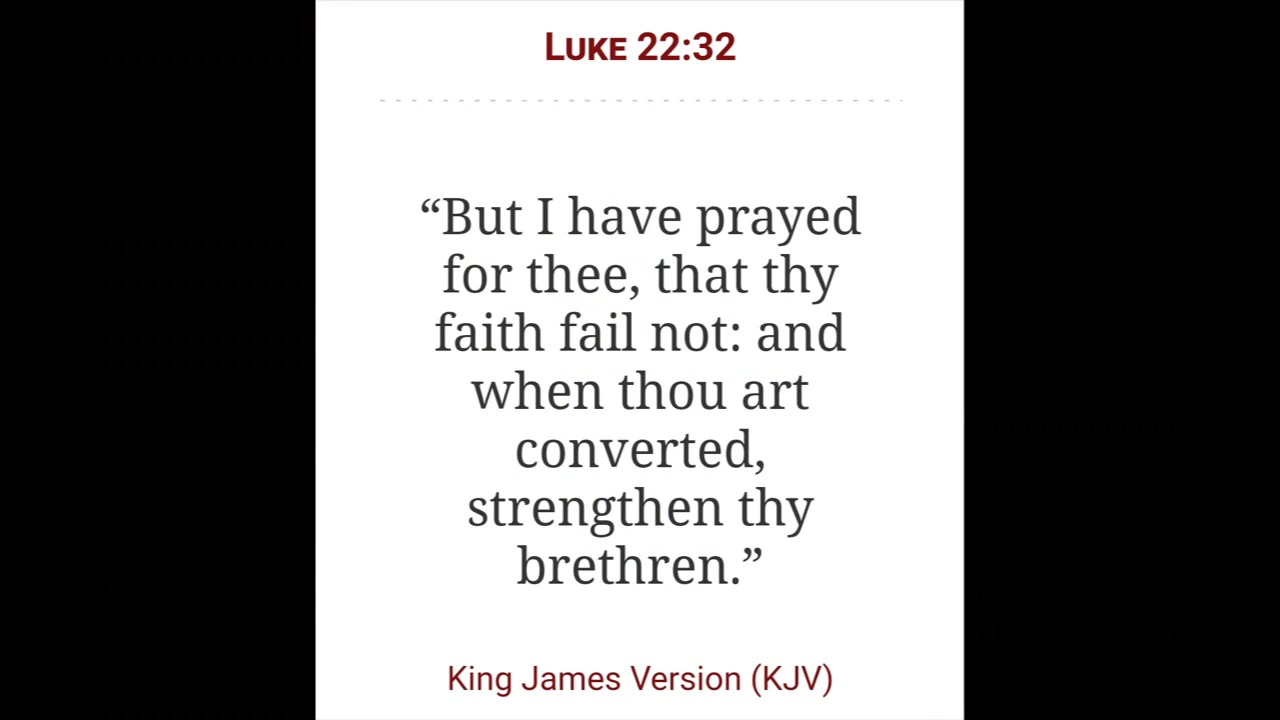 Luke 22:32
“But I have prayed
for thee, that thy
faith fail not: and
when thou art
converted,
strengthen thy
brethren.”
King James Version (KJV)